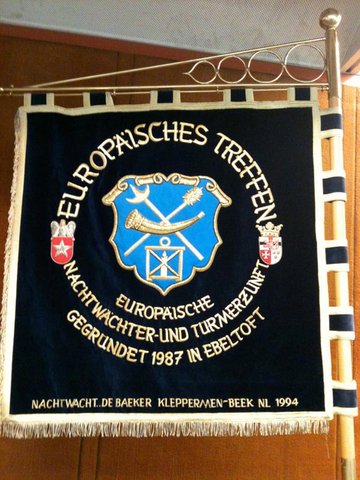 EUROPÄISCHES TREFFEN
EUROPÄISCHE
NACHTWÄCHTER-UND TÜRMERZUNFT
GEGRÜNDET 1987 IN EBELTOFT
NACHTWACHT..DE BAEKER KLEPPERMEN-BEEK NL 1994